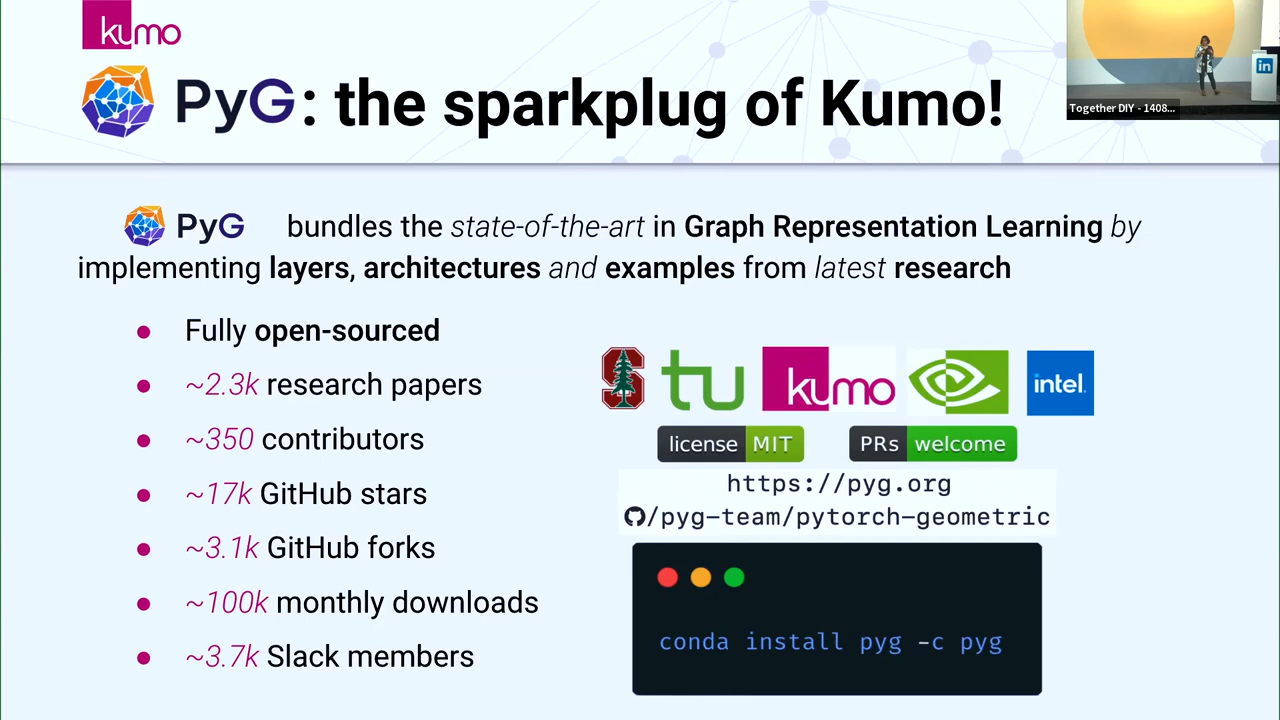 kumo
PyG: the sparkplug of Kumo!
in
Together DIY - 1408...
PyG bundles the state-of-the-art in Graph Representation Learning by
implementing layers, architectures and examples from latest research
● Fully open-sourced
● ~2.3k research papers
● ~350 contributors
● ~17k GitHub stars
● ~3.1k GitHub forks
● ~100k monthly downloads
● ~3.7k Slack members
S tu kumo intel.
license MIT PRs welcome
https://pyg.org
/pyg-team/pytorch-geometric
conda install pyg -c pyg